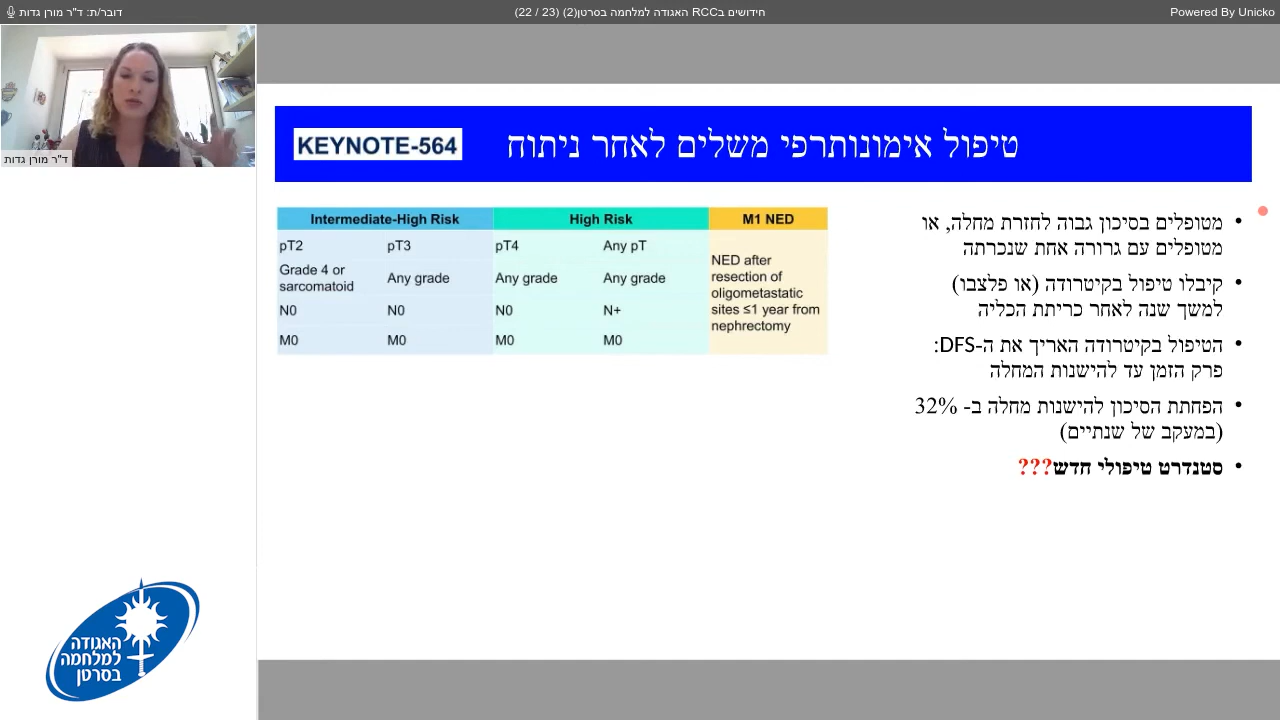 דובר/ת: ד"ר מורן גדות
חידושים בRCC האגודה למלחמה בסרטן(2) (23 / 22)
Powered By Unicko
ד"ר מורן גדות
טיפול אימונותרפי משלים לאחר ניתוח
KEYNOTE-564
Intermediate-High Risk High Risk M1 NED
pT2 pT3 pT4 Any pT
Grade 4 or sarcomatoid Any grade Any grade Any grade
N0 N0 N0 N+
M0 M0 M0 M0
NED after
resection of
oligometastatic
sites ≤1 year from
nephrectomy
• מטופלים בסיכון גבוה לחזרת מחלה, או
מטופלים עם גרורה אחת שנכרתה
• קיבלו טיפול בקיטרודה (או פלצבו)
למשך שנה לאחר כריתת הכליה
• הטיפול בקיטרודה האריך את ה-DFS:
פרק הזמן עד להישנות המחלה
• הפחתת הסיכון להישנות מחלה ב- 32%
(במעקב של שנתיים)
• סטנדרט טיפולי חדש???
האגודה
למלחמה
בסרטן